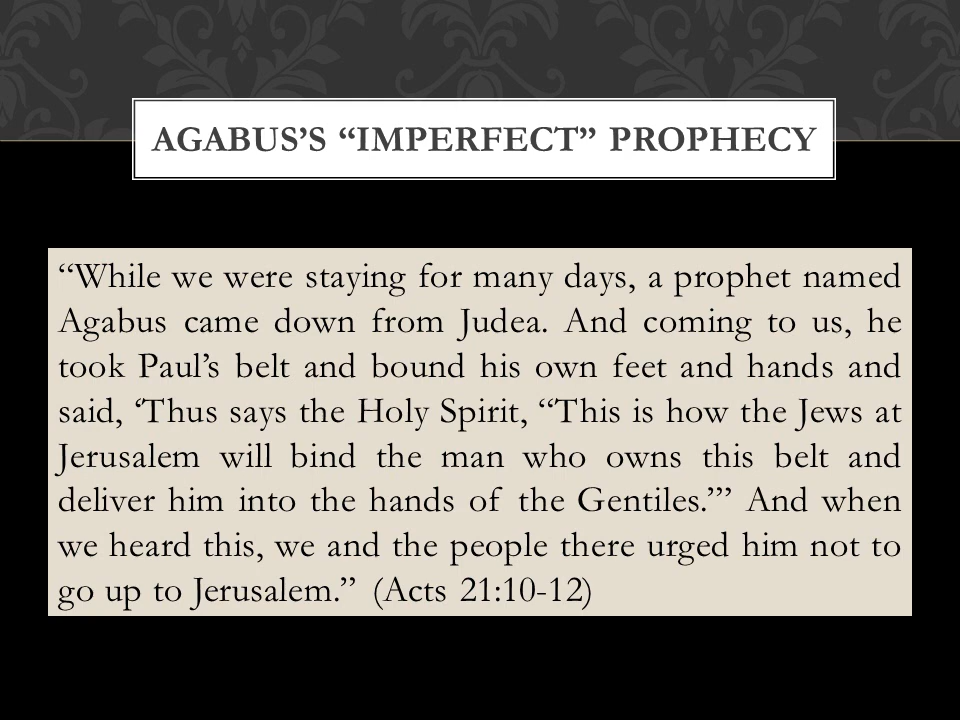 AGABUS’S “IMPERFECT” PROPHECY
“While we were staying for many days, a prophet named
Agabus came down from Judea. And coming to us, he
took Paul’s belt and bound his own feet and hands and
said, ‘Thus says the Holy Spirit, “This is how the Jews at
Jerusalem will bind the man who owns this belt and
deliver him into the hands of the Gentiles.”’ And when
we heard this, we and the people there urged him not to
go up to Jerusalem.” (Acts 21:10-12)